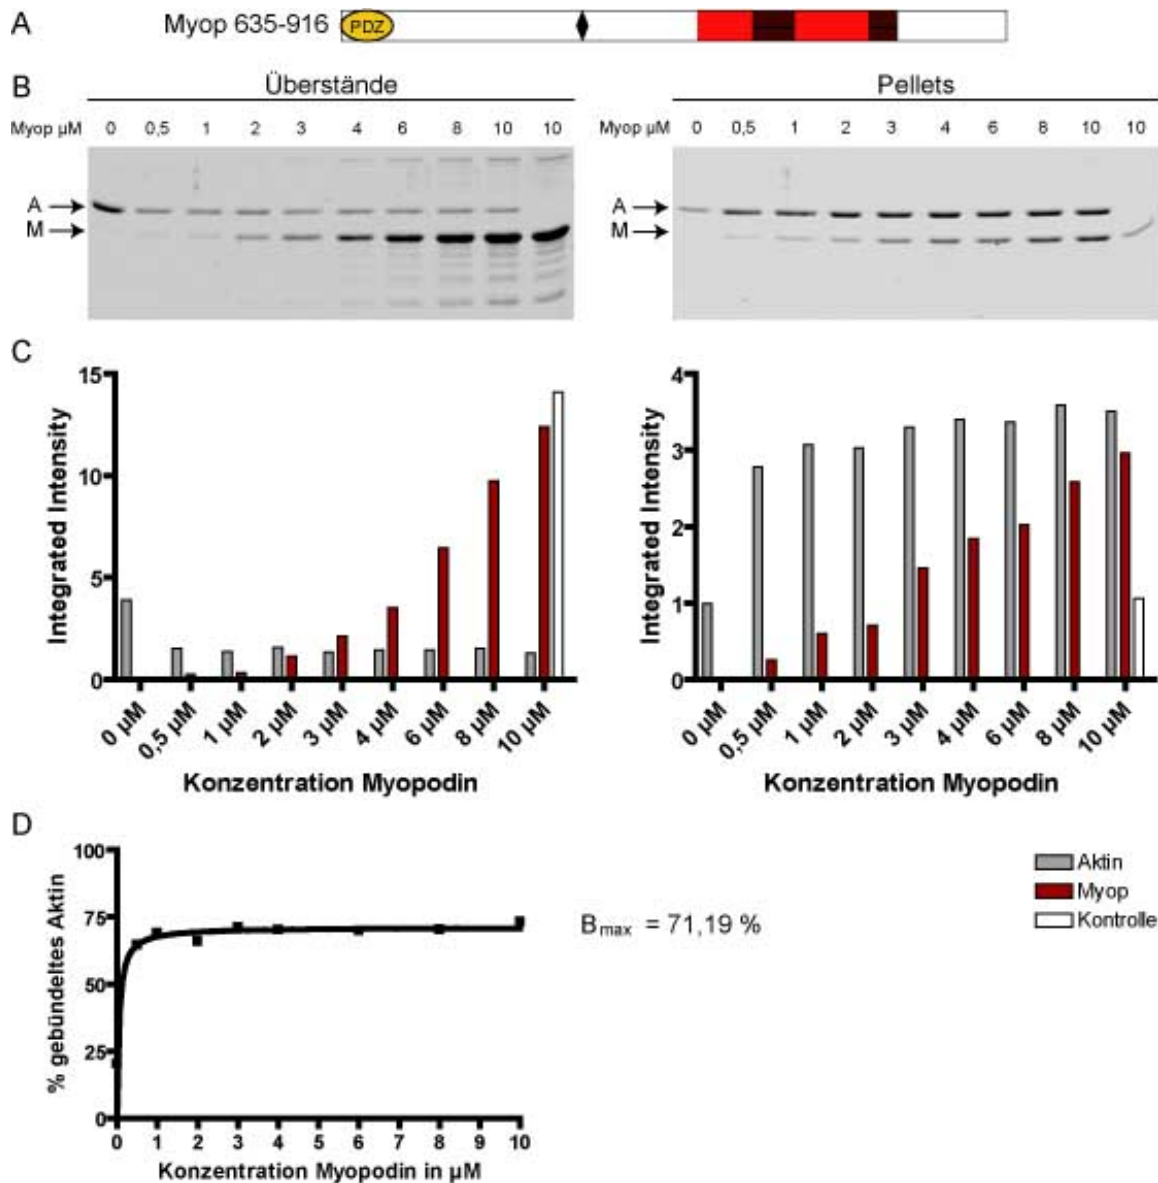 A
Myop 635-916
PDZ
B
Überstände
Myop µM 0 0,5 1 2 3 4 6 8 10 10
A
M
Pellets
Myop µM 0 0,5 1 2 3 4 6 8 10 10
A
M
C
Integrated Intensity
15
10
5
0
0 µM 0,5 µM 1 µM 2 µM 3 µM 4 µM 6 µM 8 µM 10 µM
Konzentration Myopodin
Integrated Intensity
4
3
2
1
0
0 µM 0,5 µM 1 µM 2 µM 3 µM 4 µM 6 µM 8 µM 10 µM
Konzentration Myopodin
D
% gebündeltes Aktin
100
75
50
25
0
0 1 2 3 4 5 6 7 8 9 10
Konzentration Myopodin in µM
Bmax = 71,19 %
Aktin
Myop
Kontrolle